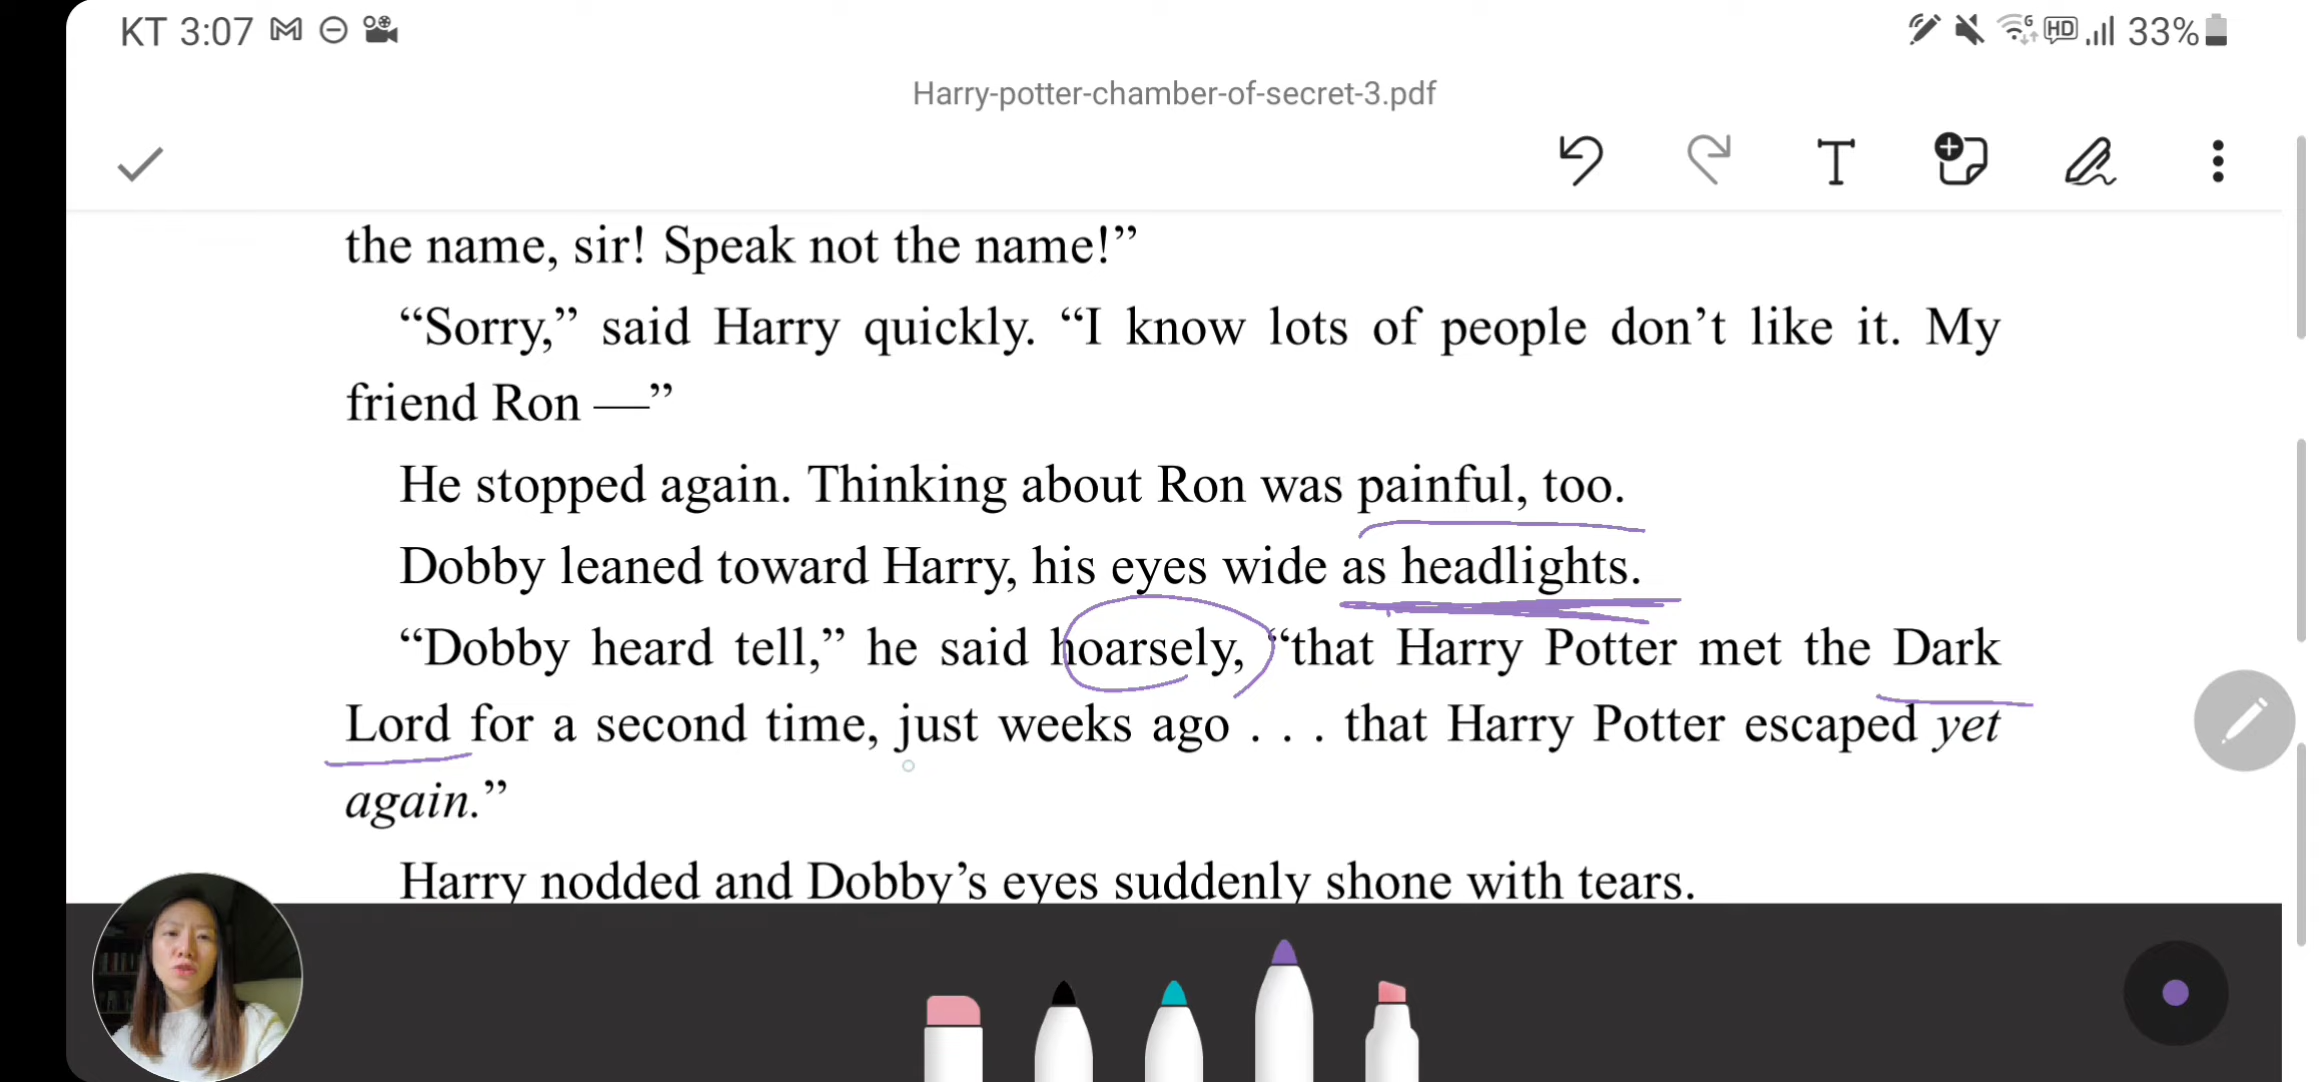 KT 3:07 HD 33%
Harry-potter-chamber-of-secret-3.pdf
T
the name, sir! Speak not the name!”
“Sorry,” said Harry quickly. “I know lots of people don’t like it. My
friend Ron —”
He stopped again. Thinking about Ron was painful, too.
Dobby leaned toward Harry, his eyes wide as headlights.
“Dobby heard tell,” he said hoarsely, “that Harry Potter met the Dark
Lord for a second time, just weeks ago . . . that Harry Potter escaped yet
again.”
Harry nodded and Dobby’s eyes suddenly shone with tears.